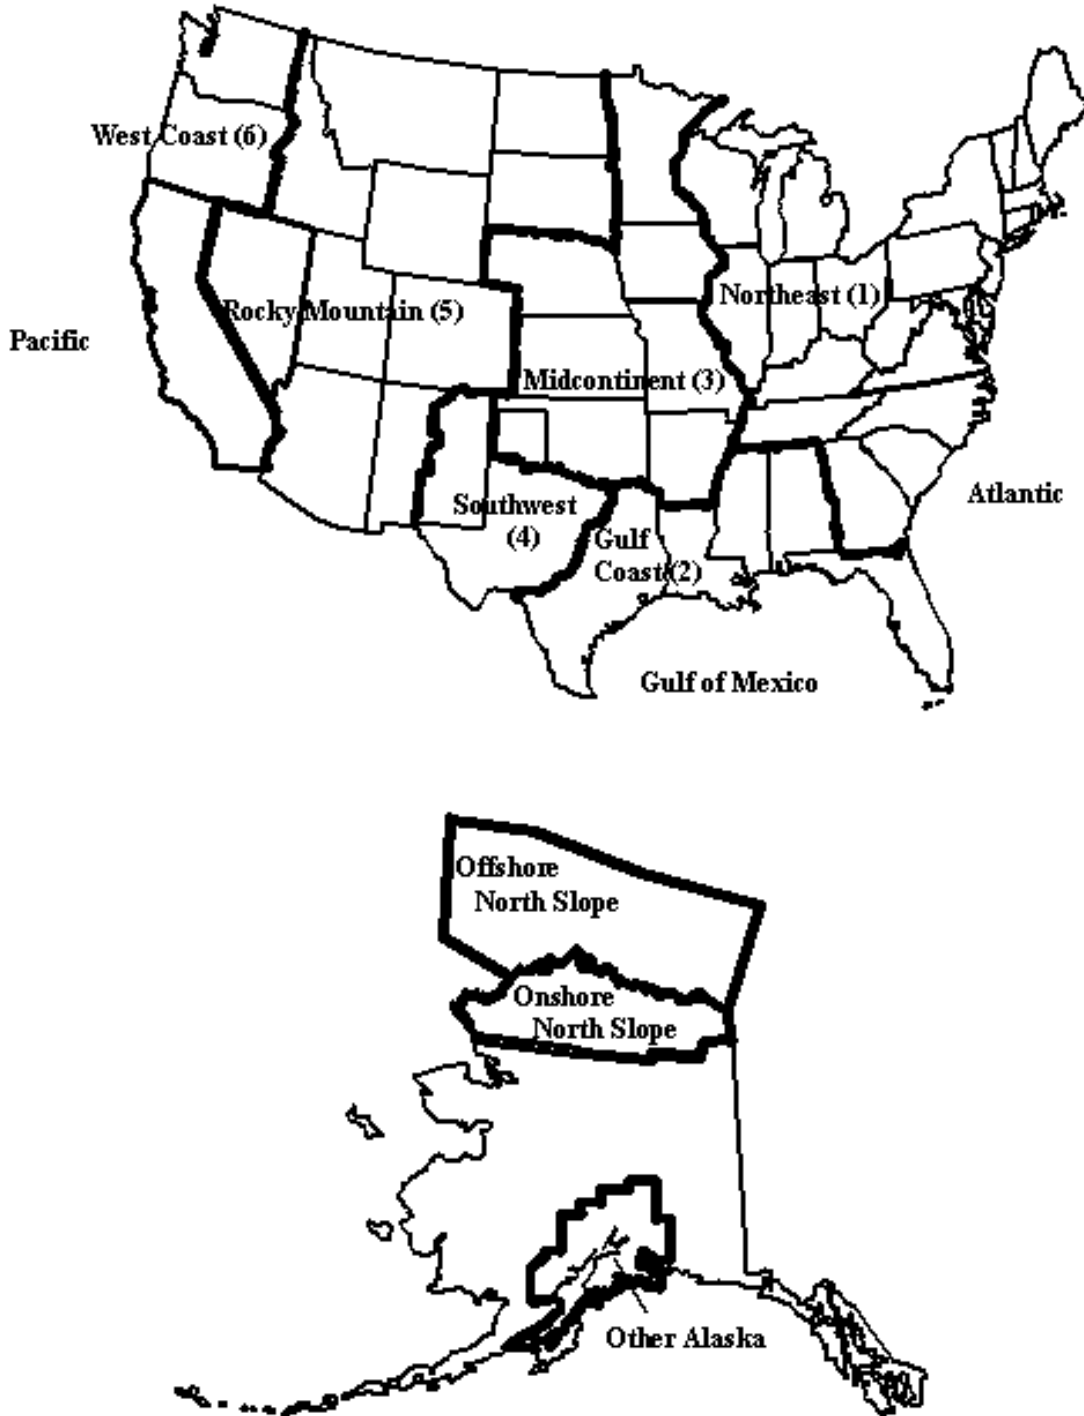 West Coast (6)
Northeast (1)
Rocky Mountain (5)
Pacific
Midcontinent (3)
Atlantic
Southwest
(4)
Gulf
Coast (2)
Gulf of Mexico
Offshore
North Slope
Onshore
North Slope
Other Alaska